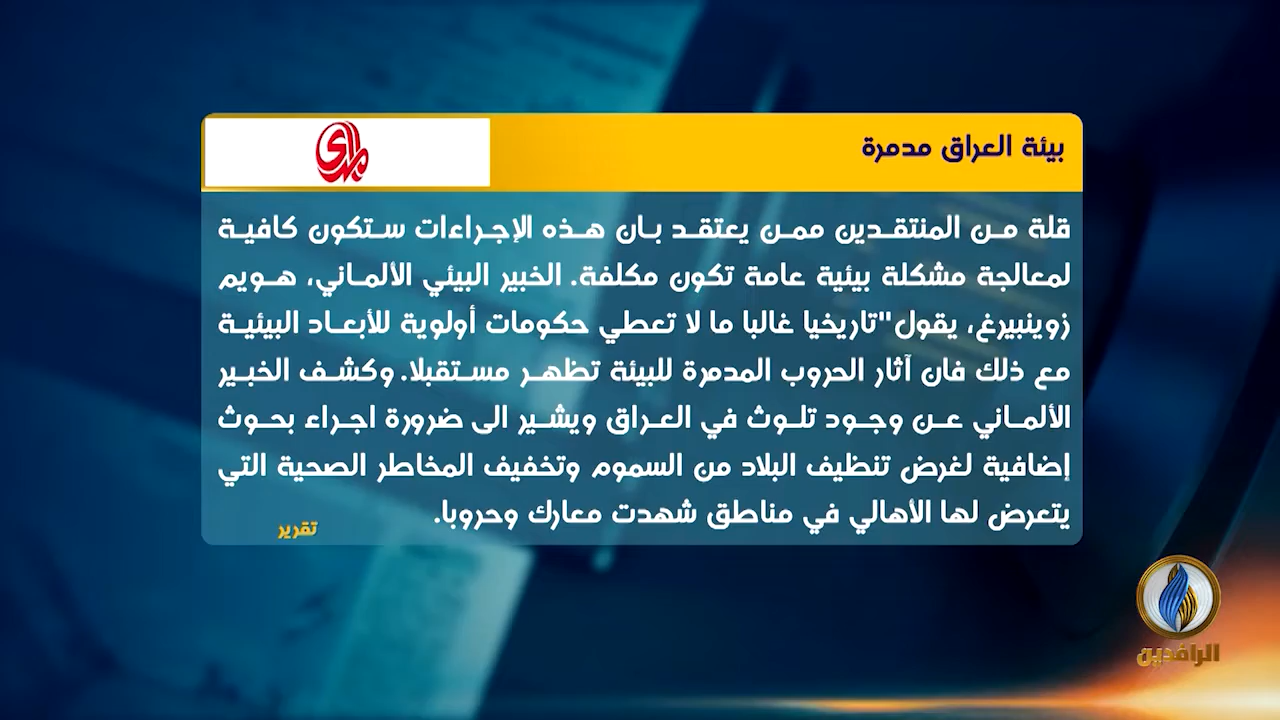 بيئة العراق مدمرة
المدى
قلة من المنتقدين ممن يعتقد بان هذه الإجراءات ستكون كافية
لمعالجة مشكلة بيئية عامة تكون مكلفة. الخبير البيئي الألماني، هويم
زوينبيرغ، يقول"تاريخيا غالبا ما لا تعطي حكومات أولوية للأبعاد البيئية
مع ذلك فان آثار الحروب المدمرة للبيئة تظهر مستقبلا. وكشف الخبير
الألماني عن وجود تلوث في العراق ويشير الى ضرورة اجراء بحوث
إضافية لغرض تنظيف البلاد من السموم وتخفيف المخاطر الصحية التي
يتعرض لها الأهالي في مناطق شهدت معارك وحروبا.
تقرير
الرافدين